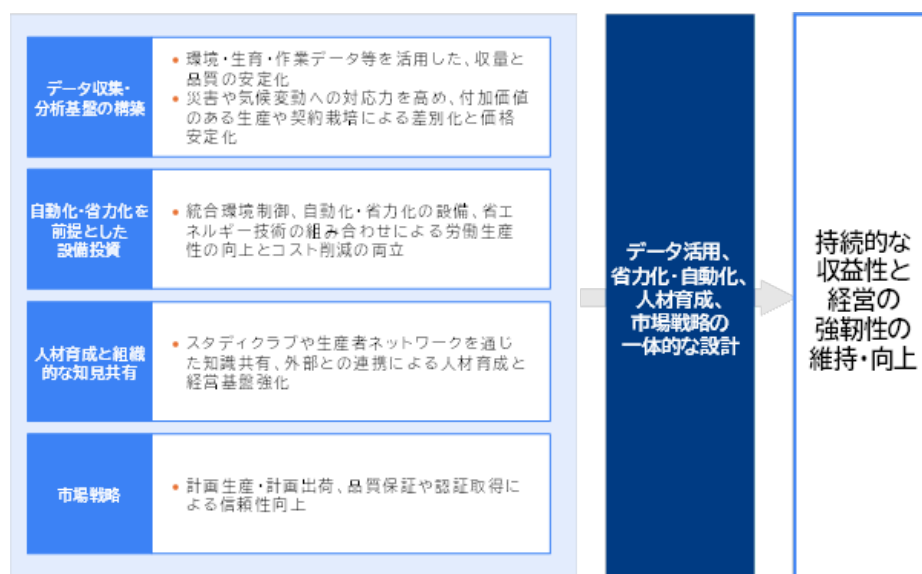 データ収集・
分析基盤の構築
• 環境・生育・作業データ等を活用した、収量と
品質の安定化
• 災害や気候変動への対応力を高め、付加価値
のある生産や契約栽培による差別化と価格
安定化
自動化・省力化を
前提とした
設備投資
• 統合環境制御、自動化・省力化の設備、省エ
ネルギー技術の組み合わせによる労働生産
性の向上とコスト削減の両立
人材育成と組織
的な知見共有
• スタディクラブや生産者ネットワークを通じ
た知識共有、外部との連携による人材育成と
経営基盤強化
市場戦略
• 計画生産・計画出荷、品質保証や認証取得に
よる信頼性向上
データ活用、
省力化・自動化、
人材育成、
市場戦略の
一体的な設計
持続的な
収益性と
経営の
強靭性の
維持・向上